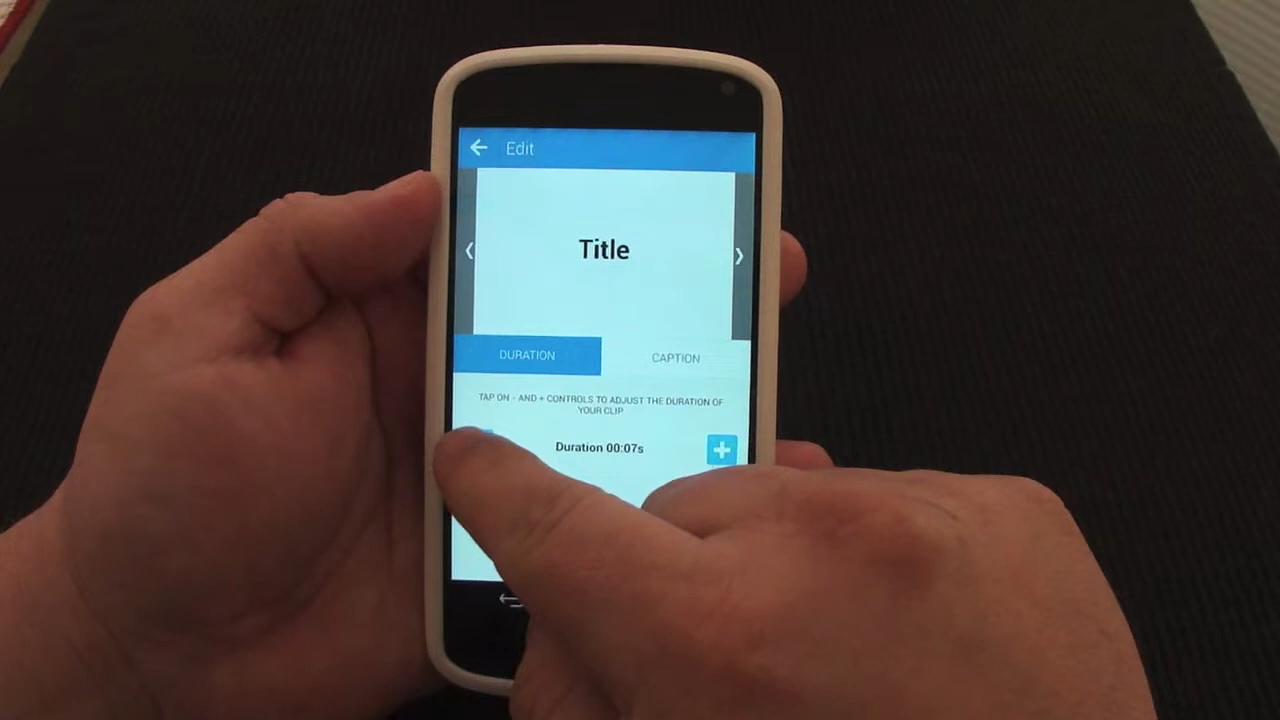 Edit
Title
DURATION
CAPTION
TAP ON - AND + CONTROLS TO ADJUST THE DURATION OF
YOUR CLIP
Duration 00:07s